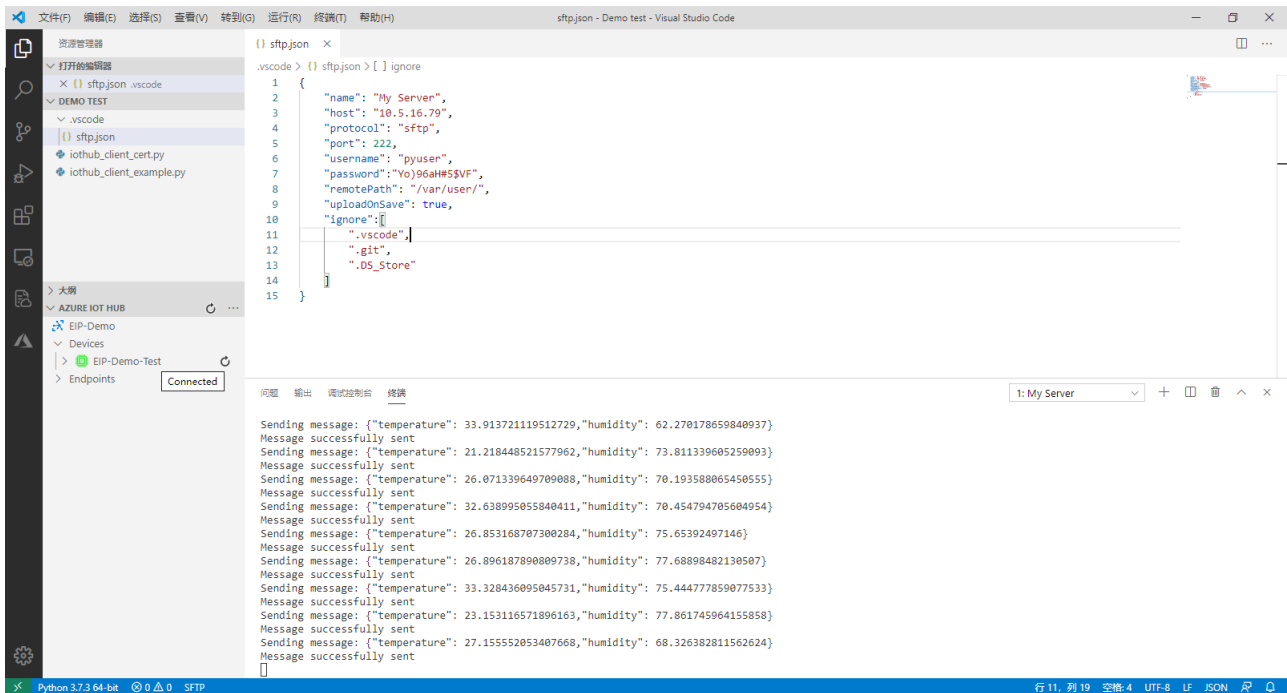 文件(F) 编辑(E) 选择(S) 查看(V) 转到(G) 运行(R) 终端(T) 帮助(H) sftp.json - Demo test - Visual Studio Code
资源管理器
打开的编辑器
{} sftp.json .vscode
DEMO TEST
.vscode
{} sftp.json
iothub_client_cert.py
iothub_client_example.py
大纲
AZURE IOT HUB
EIP-Demo
Devices
EIP-Demo-Test
Endpoints
Connected
{} sftp.json
.vscode > {} sftp.json > [ ] ignore
1 {
2 "name": "My Server",
3 "host": "10.5.16.79",
4 "protocol": "sftp",
5 "port": 222,
6 "username": "pyuser",
7 "password":"Yo)96aH#5$VF",
8 "remotePath": "/var/user/",
9 "uploadOnSave": true,
10 "ignore":[
11 ".vscode",
12 ".git",
13 ".DS_Store"
14 ]
15 }
问题 输出 调试控制台 终端 1: My Server
Sending message: {"temperature": 33.913721119512729,"humidity": 62.270178659840937}
Message successfully sent
Sending message: {"temperature": 21.218448521577962,"humidity": 73.811339605259093}
Message successfully sent
Sending message: {"temperature": 26.071339649709088,"humidity": 70.193588065450555}
Message successfully sent
Sending message: {"temperature": 32.638995055840411,"humidity": 70.454794705604954}
Message successfully sent
Sending message: {"temperature": 26.853168707300284,"humidity": 75.65392497146}
Message successfully sent
Sending message: {"temperature": 26.896187890809738,"humidity": 77.68898482130507}
Message successfully sent
Sending message: {"temperature": 33.328436095045731,"humidity": 75.444777859077533}
Message successfully sent
Sending message: {"temperature": 23.153116571896163,"humidity": 77.861745964155858}
Message successfully sent
Sending message: {"temperature": 27.155552053407668,"humidity": 68.326382811562624}
Message successfully sent
Python 3.7.3 64-bit 0 0 SFTP 行 11, 列 19 空格: 4 UTF-8 LF JSON